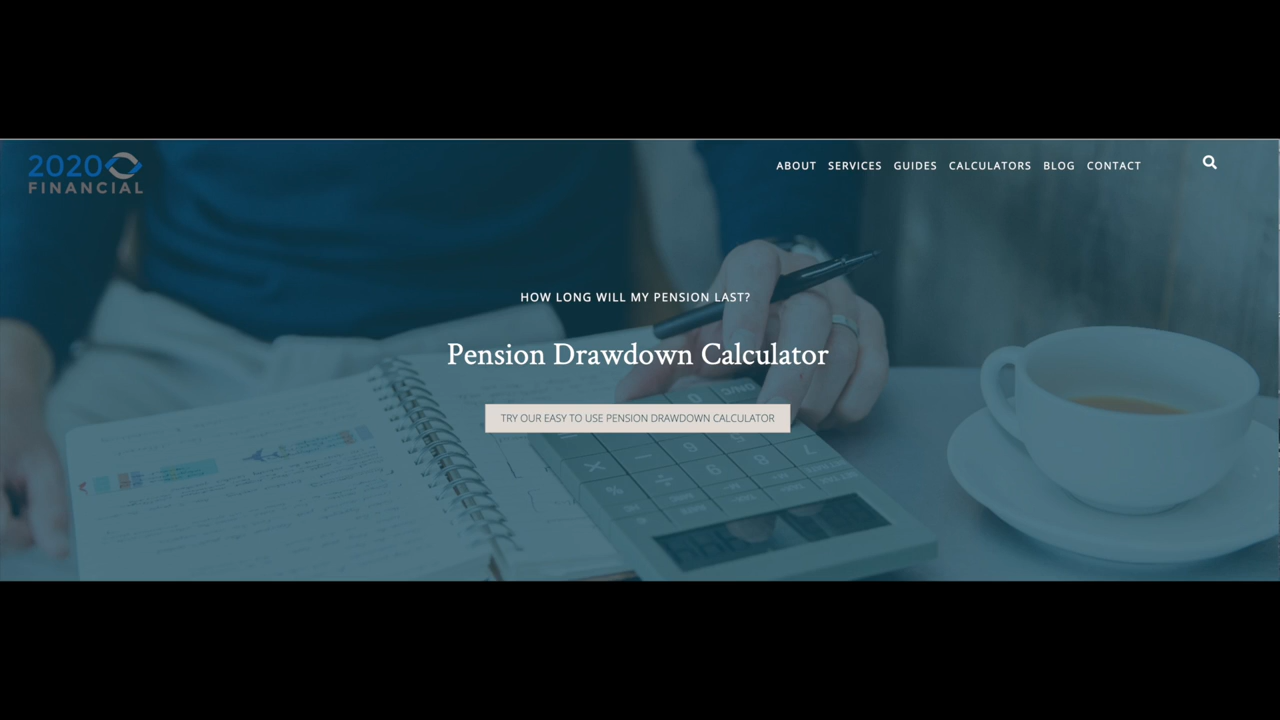 2020
FINANCIAL
ABOUT SERVICES GUIDES CALCULATORS BLOG CONTACT
HOW LONG WILL MY PENSION LAST?
Pension Drawdown Calculator
TRY OUR EASY TO USE PENSION DRAWDOWN CALCULATOR